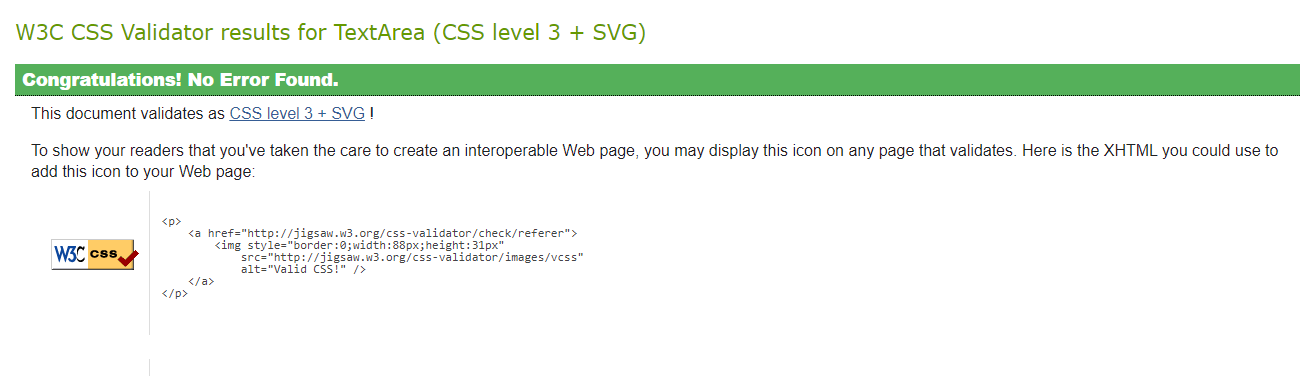 W3C CSS Validator results for TextArea (CSS level 3 + SVG)
Congratulations! No Error Found.
This document validates as CSS level 3 + SVG !
To show your readers that you've taken the care to create an interoperable Web page, you may display this icon on any page that validates. Here is the XHTML you could use to
add this icon to your Web page:
W3C css
<p>
    <a href="http://jigsaw.w3.org/css-validator/check/referer">
        <img style="border:0;width:88px;height:31px"
            src="http://jigsaw.w3.org/css-validator/images/vcss"
            alt="Valid CSS!" />
    </a>
</p>